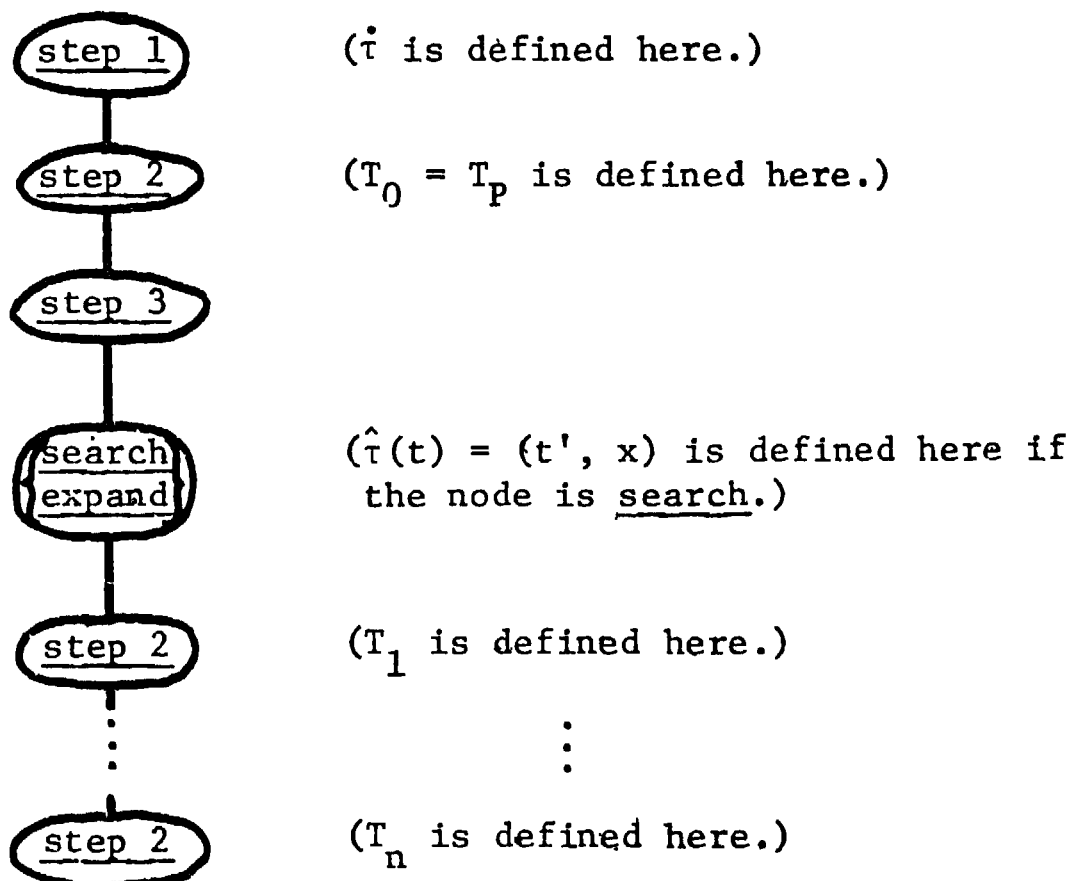 step 1 (τ̇ is defined here.)
step 2 (T₀ = Tₚ is defined here.)
step 3
search (τ̂(t) = (t', x) is defined here if
expand the node is search.)
step 2 (T₁ is defined here.)
step 2 (Tₙ is defined here.)